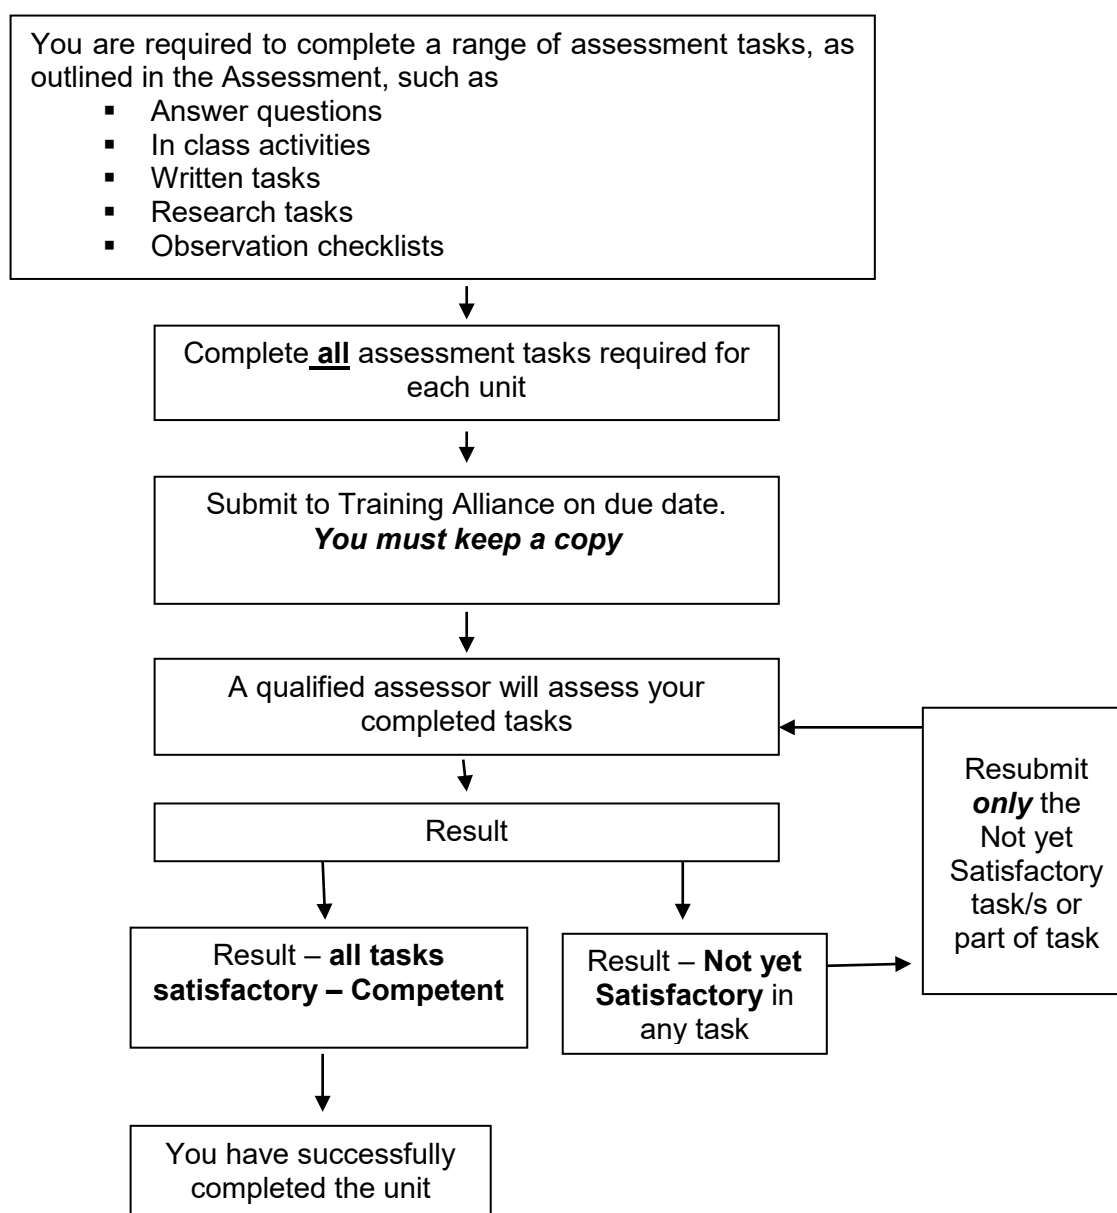 You are required to complete a range of assessment tasks, as
outlined in the Assessment, such as
▪ Answer questions
▪ In class activities
▪ Written tasks
▪ Research tasks
▪ Observation checklists
Complete all assessment tasks required for
each unit
Submit to Training Alliance on due date.
You must keep a copy
A qualified assessor will assess your
completed tasks
Result
Result – all tasks
satisfactory – Competent
Result – Not yet
Satisfactory in
any task
Resubmit
only the
Not yet
Satisfactory
task/s or
part of task
You have successfully
completed the unit